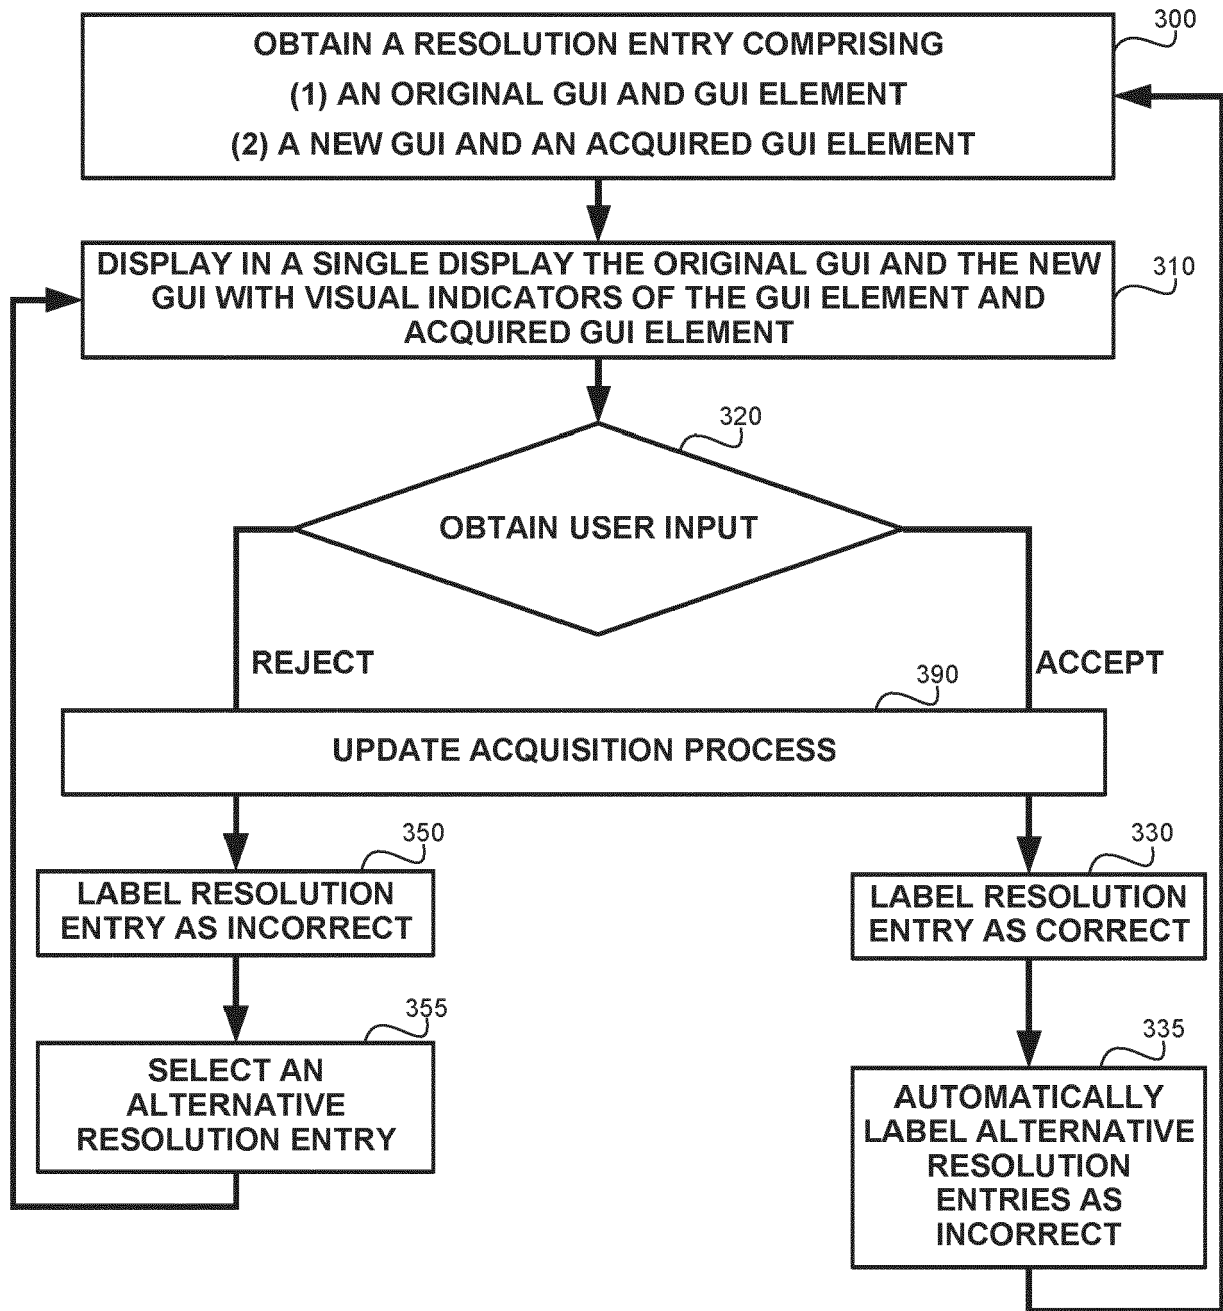 300
OBTAIN A RESOLUTION ENTRY COMPRISING
(1) AN ORIGINAL GUI AND GUI ELEMENT
(2) A NEW GUI AND AN ACQUIRED GUI ELEMENT
310
DISPLAY IN A SINGLE DISPLAY THE ORIGINAL GUI AND THE NEW
GUI WITH VISUAL INDICATORS OF THE GUI ELEMENT AND
ACQUIRED GUI ELEMENT
320
OBTAIN USER INPUT
REJECT
ACCEPT
390
UPDATE ACQUISITION PROCESS
350
LABEL RESOLUTION
ENTRY AS INCORRECT
355
SELECT AN
ALTERNATIVE
RESOLUTION ENTRY
330
LABEL RESOLUTION
ENTRY AS CORRECT
335
AUTOMATICALLY
LABEL ALTERNATIVE
RESOLUTION
ENTRIES AS
INCORRECT